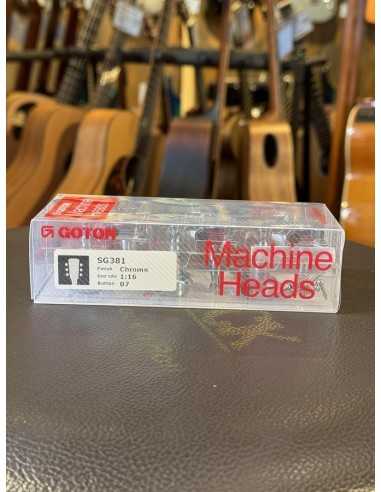 GOTOH
SG381
Finish Chrome
Gear ratio 1:16
Button 07
Machine
Heads